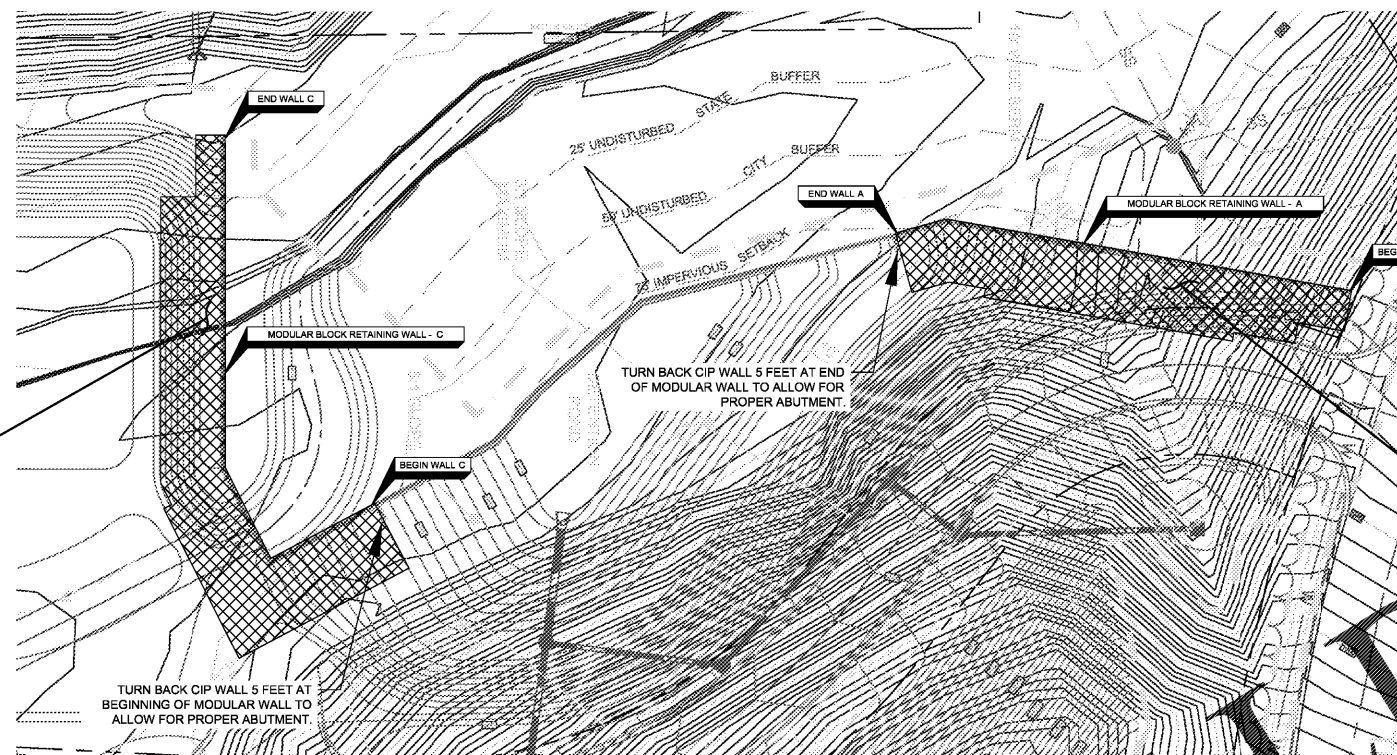 BUFFER
END WALL C
STATE
25' UNDISTURBED
BUFFER
CITY
END WALL A
50' UNDISTURBED
MODULAR BLOCK RETAINING WALL - A
SS
SS
25' IMPERVIOUS SETBACK
BEG
MODULAR BLOCK RETAINING WALL - C
TURN BACK CIP WALL 5 FEET AT END
OF MODULAR WALL TO ALLOW FOR
PROPER ABUTMENT.
BEGIN WALL C
TURN BACK CIP WALL 5 FEET AT
BEGINNING OF MODULAR WALL TO
ALLOW FOR PROPER ABUTMENT.